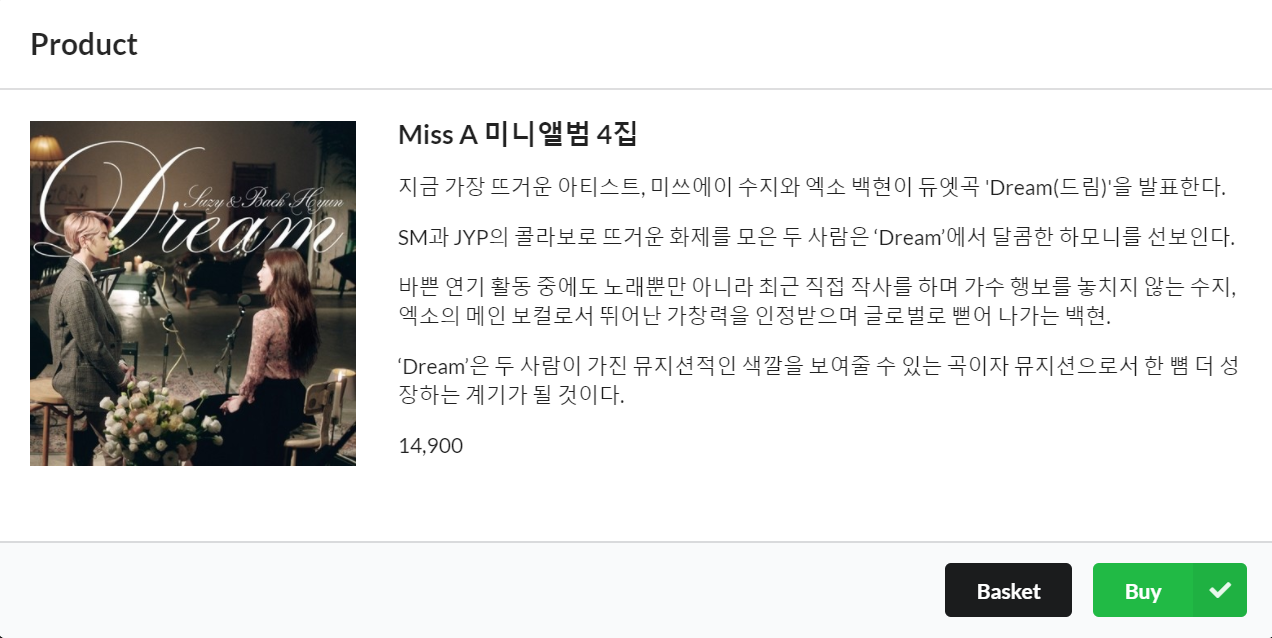 Product
Dream
Suzy & Baek Hyun
Miss A 미니앨범 4집
지금 가장 뜨거운 아티스트, 미쓰에이 수지와 엑소 백현이 듀엣곡 'Dream(드림)'을 발표한다.
SM과 JYP의 콜라보로 뜨거운 화제를 모은 두 사람은 ‘Dream’에서 달콤한 하모니를 선보인다.
바쁜 연기 활동 중에도 노래뿐만 아니라 최근 직접 작사를 하며 가수 행보를 놓치지 않는 수지,
엑소의 메인 보컬로서 뛰어난 가창력을 인정받으며 글로벌로 뻗어 나가는 백현.
‘Dream’은 두 사람이 가진 뮤지션적인 색깔을 보여줄 수 있는 곡이자 뮤지션으로서 한 뼘 더 성
장하는 계기가 될 것이다.
14,900
Basket
Buy